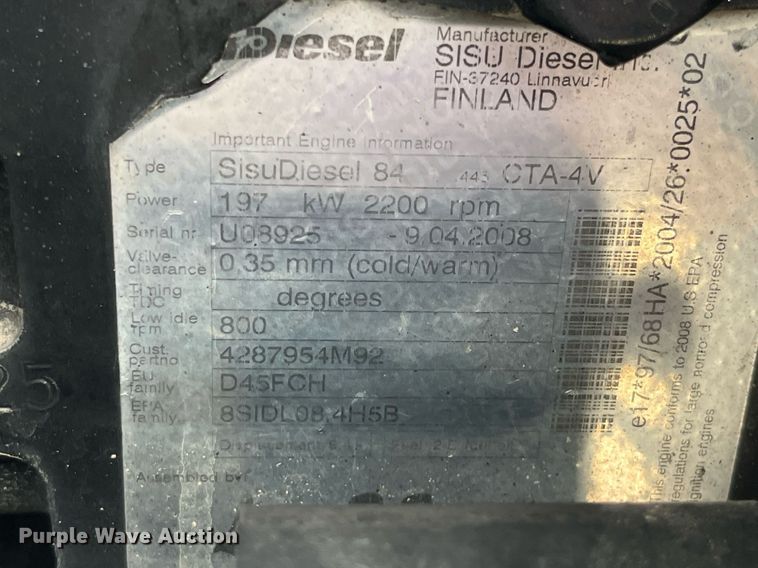 Diesel
Manufacturer
SISU Diesel Inc.
FIN-37240 Linnavuori
FINLAND
Important Engine Information
Type SisuDiesel 84 .445 CTA-4V
Power 197 kW 2200 rpm
Serial nr. U08925 - 9.04.2008
Valve-
clearance 0,35 mm (cold/warm)
Timing
TDC degrees
Low idle
rpm 800
Cust.
partno 4287954M92
EU
family D45FCH
EPA
family 8SIDL08,4H5B
Displacement
Assembled by:
e17*97/68HA*2004/26*0025*02
This engine conforms to 2008 U.S. EPA
regulations for large nonroad compression
ignition engines
25
Purple Wave Auction